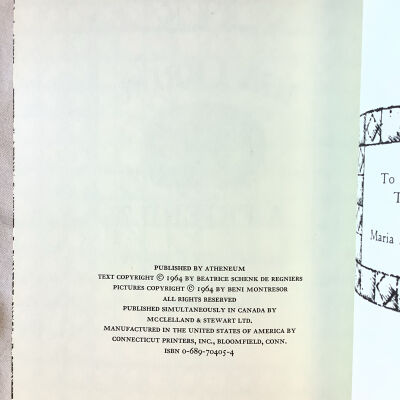 PUBLISHED BY ATHENEUM
TEXT COPYRIGHT © 1964 BY BEATRICE SCHENK DE REGNIERS
PICTURES COPYRIGHT © 1964 BY BENI MONTRESOR
ALL RIGHTS RESERVED
PUBLISHED SIMULTANEOUSLY IN CANADA BY
MC CLELLAND & STEWART LTD.
MANUFACTURED IN THE UNITED STATES OF AMERICA BY
CONNECTICUT PRINTERS, INC., BLOOMFIELD, CONN.
ISBN 0-689-70405-4
To
T
Maria